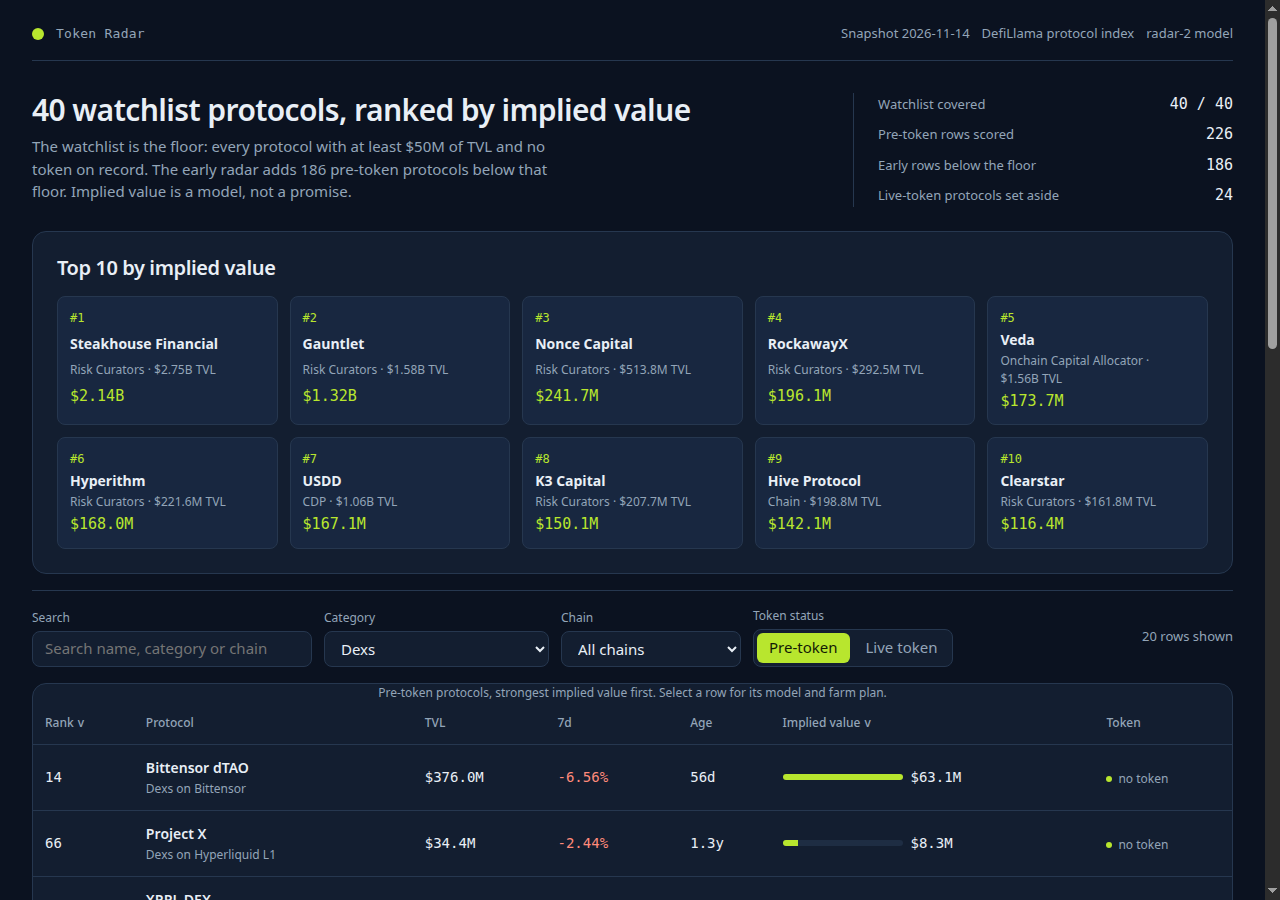 Token Radar
Snapshot 2026-11-14 DefiLlama protocol index radar-2 model
40 watchlist protocols, ranked by implied value
The watchlist is the floor: every protocol with at least $50M of TVL and no
token on record. The early radar adds 186 pre-token protocols below that
floor. Implied value is a model, not a promise.
Watchlist covered 40 / 40
Pre-token rows scored 226
Early rows below the floor 186
Live-token protocols set aside 24
Top 10 by implied value
#1
Steakhouse Financial
Risk Curators · $2.75B TVL
$2.14B
#2
Gauntlet
Risk Curators · $1.58B TVL
$1.32B
#3
Nonce Capital
Risk Curators · $513.8M TVL
$241.7M
#4
RockawayX
Risk Curators · $292.5M TVL
$196.1M
#5
Veda
Onchain Capital Allocator ·
$1.56B TVL
$173.7M
#6
Hyperithm
Risk Curators · $221.6M TVL
$168.0M
#7
USDD
CDP · $1.06B TVL
$167.1M
#8
K3 Capital
Risk Curators · $207.7M TVL
$150.1M
#9
Hive Protocol
Chain · $198.8M TVL
$142.1M
#10
Clearstar
Risk Curators · $161.8M TVL
$116.4M
Search
Search name, category or chain
Category
Dexs
Chain
All chains
Token status
Pre-token Live token
20 rows shown
Pre-token protocols, strongest implied value first. Select a row for its model and farm plan.
Rank v Protocol TVL 7d Age Implied value v Token
14 Bittensor dTAO $376.0M -6.56% 56d $63.1M no token
Dexs on Bittensor
66 Project X $34.4M -2.44% 1.3y $8.3M no token
Dexs on Hyperliquid L1
XRPL DEX